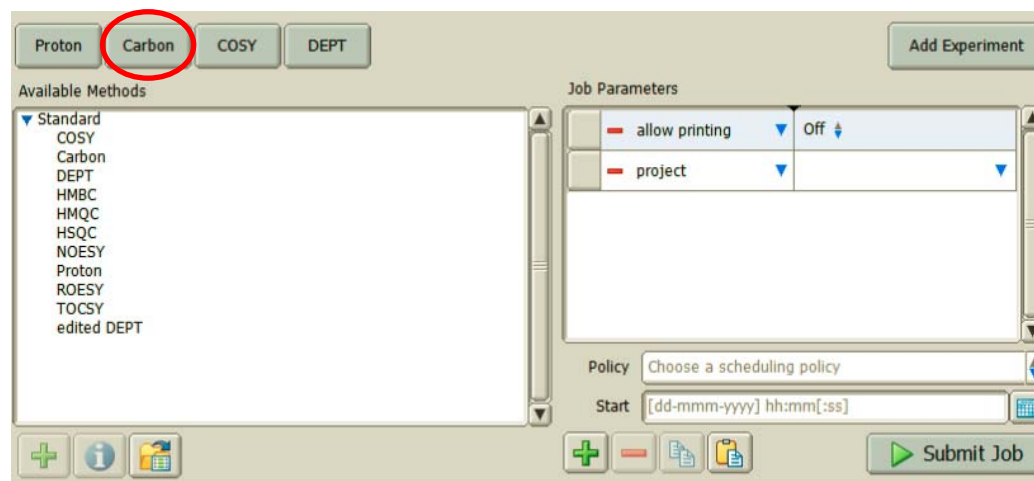 Proton Carbon COSY DEPT Add Experiment
Available Methods
Job Parameters
Standard
COSY
Carbon
DEPT
HMBC
HMQC
HSQC
NOESY
Proton
ROESY
TOCSY
edited DEPT
allow printing Off
project
Policy Choose a scheduling policy
Start [dd-mmm-yyyy] hh:mm[:ss]
Submit Job